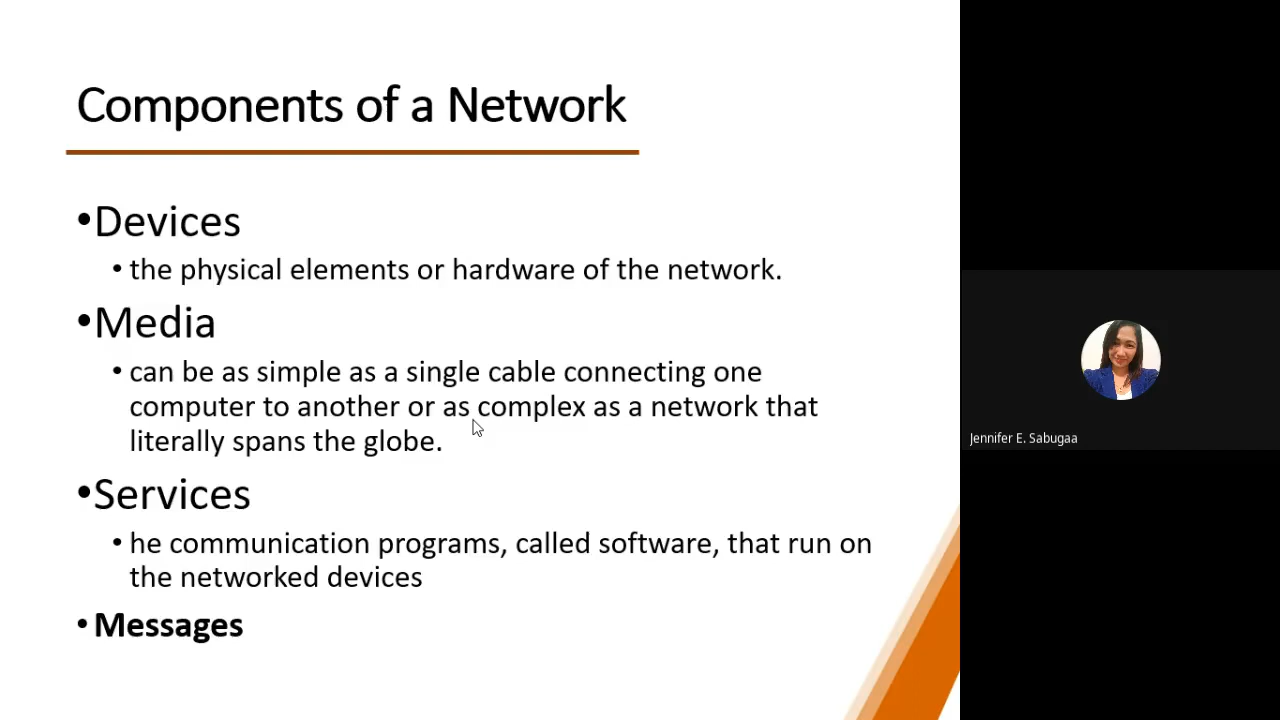 Components of a Network
•Devices
• the physical elements or hardware of the network.
•Media
• can be as simple as a single cable connecting one
computer to another or as complex as a network that
literally spans the globe.
•Services
• he communication programs, called software, that run on
the networked devices
• Messages
Jennifer E. Sabugaa